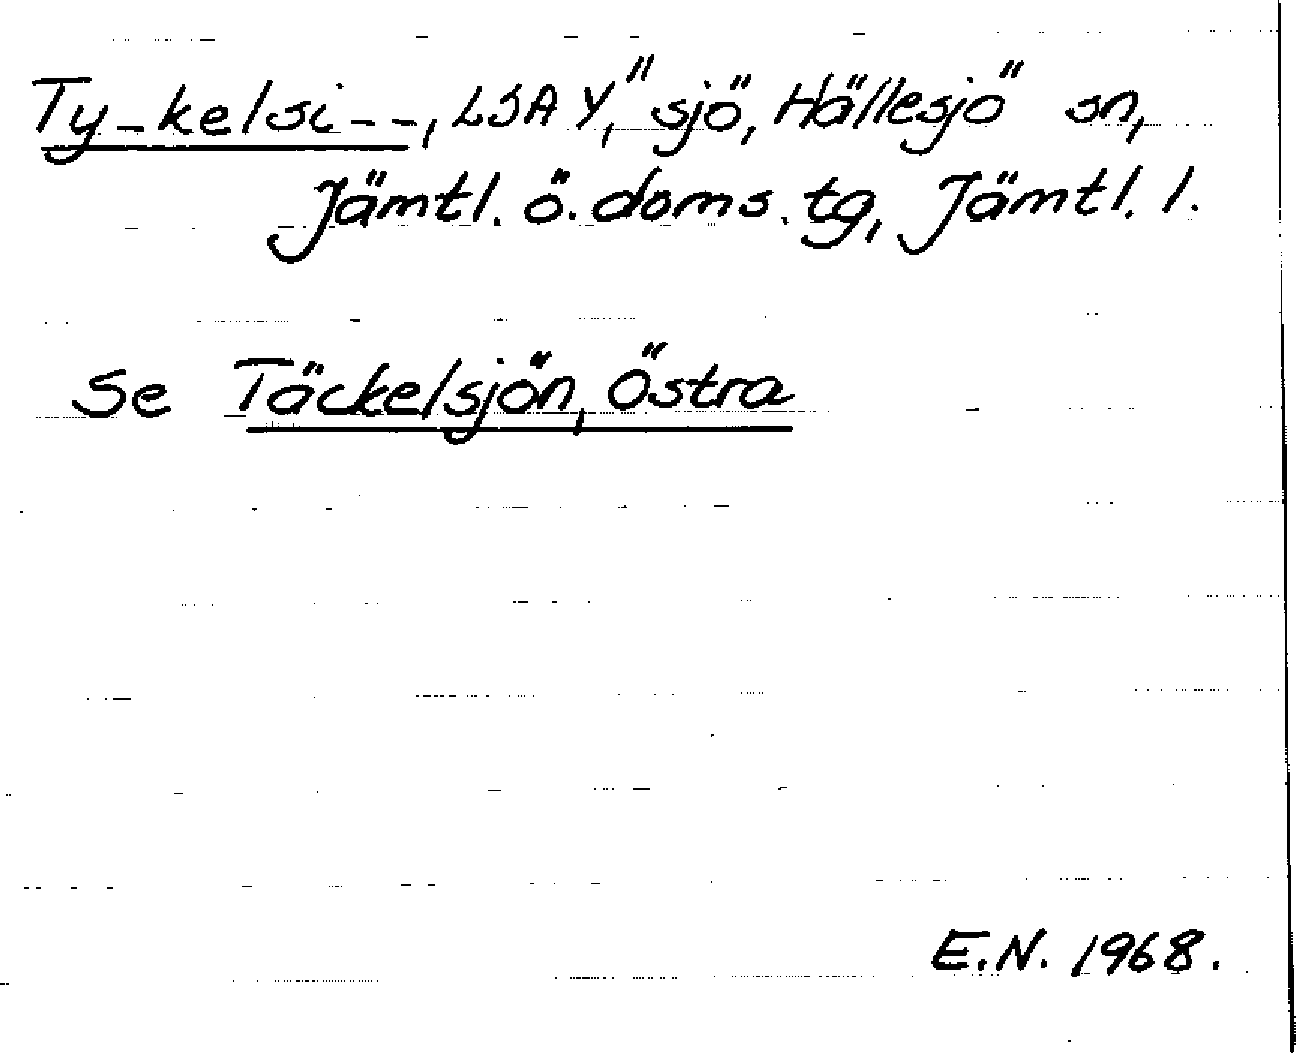 Ty-kelsi--, LSA Y, sjö, Hällesjö sn,
Jämtl. ö. doms. tg, Jämtl. l.
Se Täckelsjön, Östra
E.N. 1968.